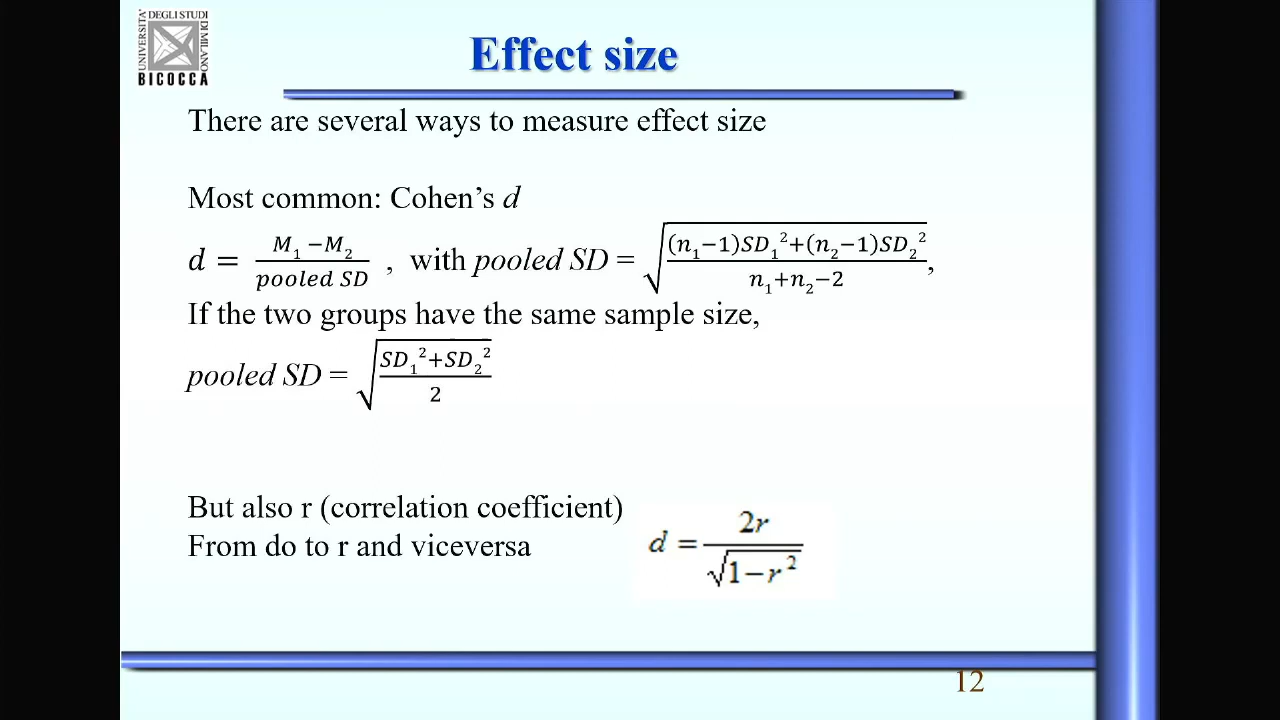 UNIVERSITA' DEGLI STUDI DI MILANO
BICOCCA
Effect size
There are several ways to measure effect size
Most common: Cohen's d
d = (M₁ −M₂)/(pooled SD) , with pooled SD = √(((n₁−1)SD₁²+(n₂−1)SD₂²)/(n₁+n₂−2)),
If the two groups have the same sample size,
pooled SD = √((SD₁²+SD₂²)/2)
But also r (correlation coefficient)
From do to r and viceversa
d = 2r/√(1−r²)
12